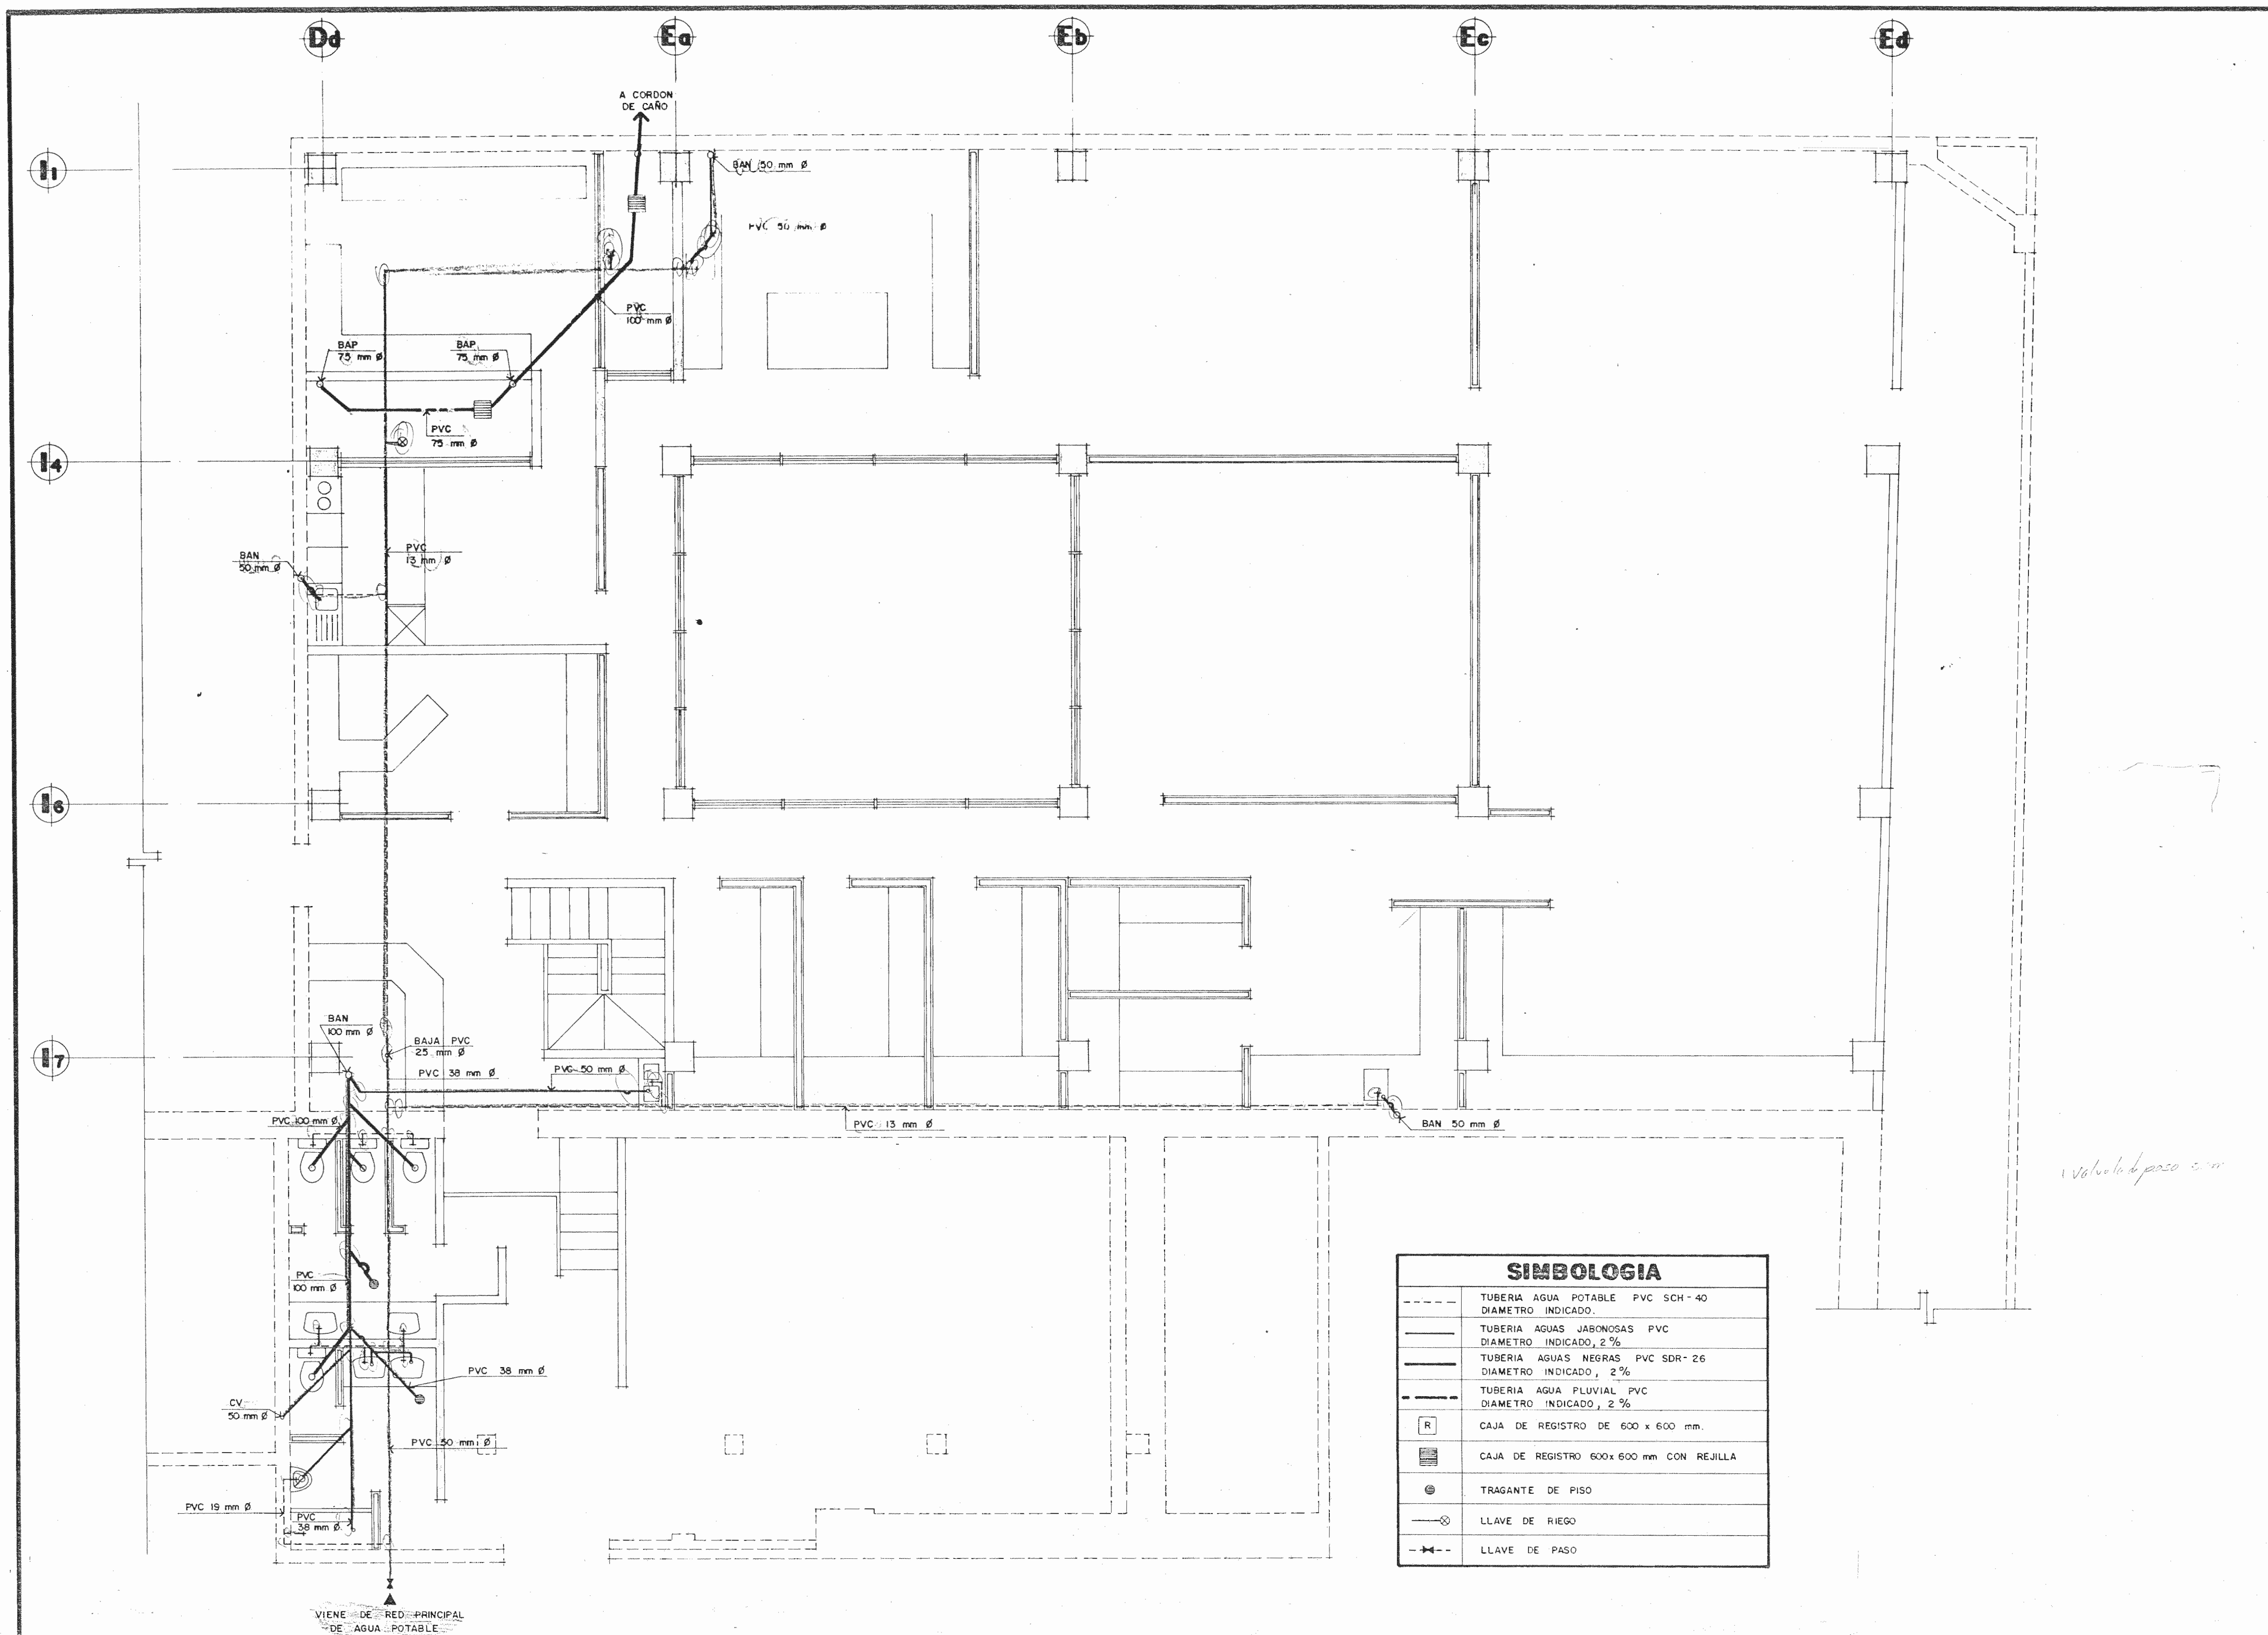 Dd
Ea
Eb
Ec
Ed
A CORDON
DE CAÑO
I1
BAN 50 mm Ø
PVC 50 mm Ø
PVC
100 mm Ø
BAP
75 mm Ø
BAP
75 mm Ø
PVC
75 mm Ø
I4
BAN
50 mm Ø
PVC
13 mm Ø
I6
BAN
100 mm Ø
BAJA PVC
25 mm Ø
I7
PVC 38 mm Ø
PVC 50 mm Ø
PVC 100 mm Ø
PVC 13 mm Ø
BAN 50 mm Ø
valvula de paso
PVC
100 mm Ø
PVC 38 mm Ø
CV
50 mm Ø
PVC 50 mm Ø
PVC 19 mm Ø
PVC
38 mm Ø
VIENE DE RED PRINCIPAL
DE AGUA POTABLE
SIMBOLOGIA
TUBERIA AGUA POTABLE PVC SCH-40
DIAMETRO INDICADO.
TUBERIA AGUAS JABONOSAS PVC
DIAMETRO INDICADO, 2%
TUBERIA AGUAS NEGRAS PVC SDR-26
DIAMETRO INDICADO, 2%
TUBERIA AGUA PLUVIAL PVC
DIAMETRO INDICADO, 2%
R CAJA DE REGISTRO DE 600 x 600 mm.
CAJA DE REGISTRO 600x600 mm CON REJILLA
TRAGANTE DE PISO
LLAVE DE RIEGO
LLAVE DE PASO